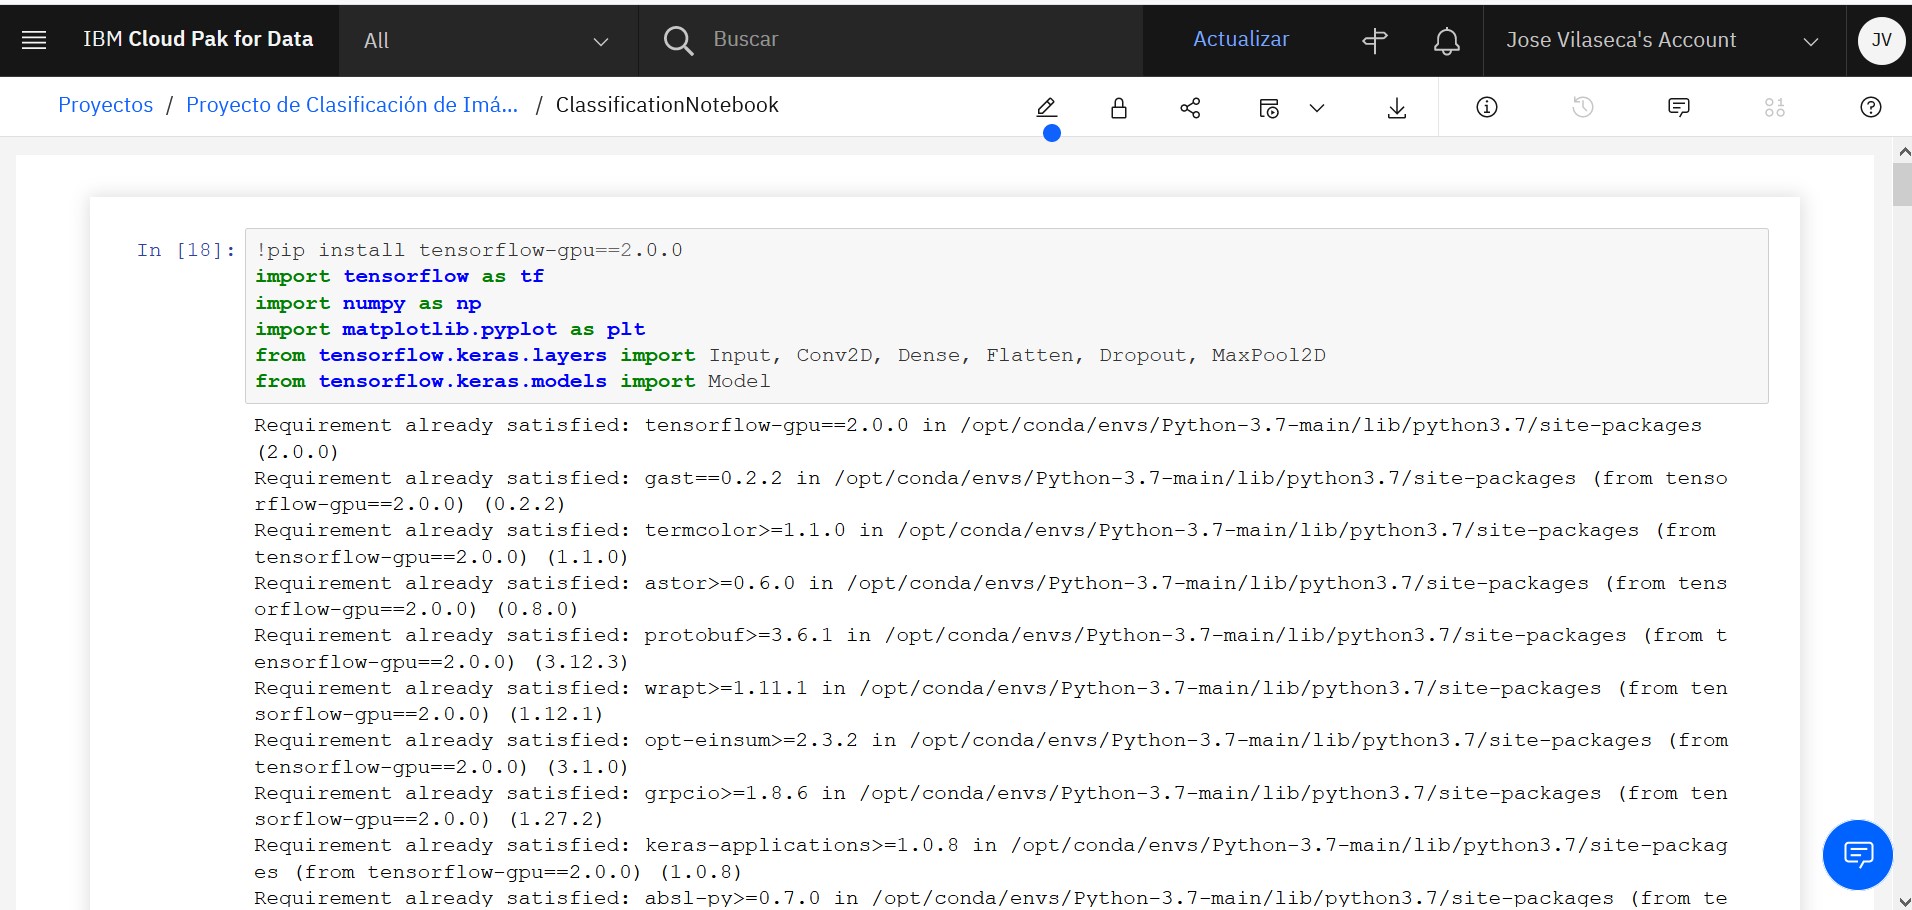 IBM Cloud Pak for Data
All
Buscar
Actualizar
Jose Vilaseca's Account
JV
Proyectos / Proyecto de Clasificación de Imá... / ClassificationNotebook
In [18]: !pip install tensorflow-gpu==2.0.0
import tensorflow as tf
import numpy as np
import matplotlib.pyplot as plt
from tensorflow.keras.layers import Input, Conv2D, Dense, Flatten, Dropout, MaxPool2D
from tensorflow.keras.models import Model
Requirement already satisfied: tensorflow-gpu==2.0.0 in /opt/conda/envs/Python-3.7-main/lib/python3.7/site-packages
(2.0.0)
Requirement already satisfied: gast==0.2.2 in /opt/conda/envs/Python-3.7-main/lib/python3.7/site-packages (from tenso
rflow-gpu==2.0.0) (0.2.2)
Requirement already satisfied: termcolor>=1.1.0 in /opt/conda/envs/Python-3.7-main/lib/python3.7/site-packages (from
tensorflow-gpu==2.0.0) (1.1.0)
Requirement already satisfied: astor>=0.6.0 in /opt/conda/envs/Python-3.7-main/lib/python3.7/site-packages (from tens
orflow-gpu==2.0.0) (0.8.0)
Requirement already satisfied: protobuf>=3.6.1 in /opt/conda/envs/Python-3.7-main/lib/python3.7/site-packages (from t
ensorflow-gpu==2.0.0) (3.12.3)
Requirement already satisfied: wrapt>=1.11.1 in /opt/conda/envs/Python-3.7-main/lib/python3.7/site-packages (from ten
sorflow-gpu==2.0.0) (1.12.1)
Requirement already satisfied: opt-einsum>=2.3.2 in /opt/conda/envs/Python-3.7-main/lib/python3.7/site-packages (from
tensorflow-gpu==2.0.0) (3.1.0)
Requirement already satisfied: grpcio>=1.8.6 in /opt/conda/envs/Python-3.7-main/lib/python3.7/site-packages (from ten
sorflow-gpu==2.0.0) (1.27.2)
Requirement already satisfied: keras-applications>=1.0.8 in /opt/conda/envs/Python-3.7-main/lib/python3.7/site-packag
es (from tensorflow-gpu==2.0.0) (1.0.8)
Requirement already satisfied: absl-py>=0.7.0 in /opt/conda/envs/Python-3.7-main/lib/python3.7/site-packages (from te